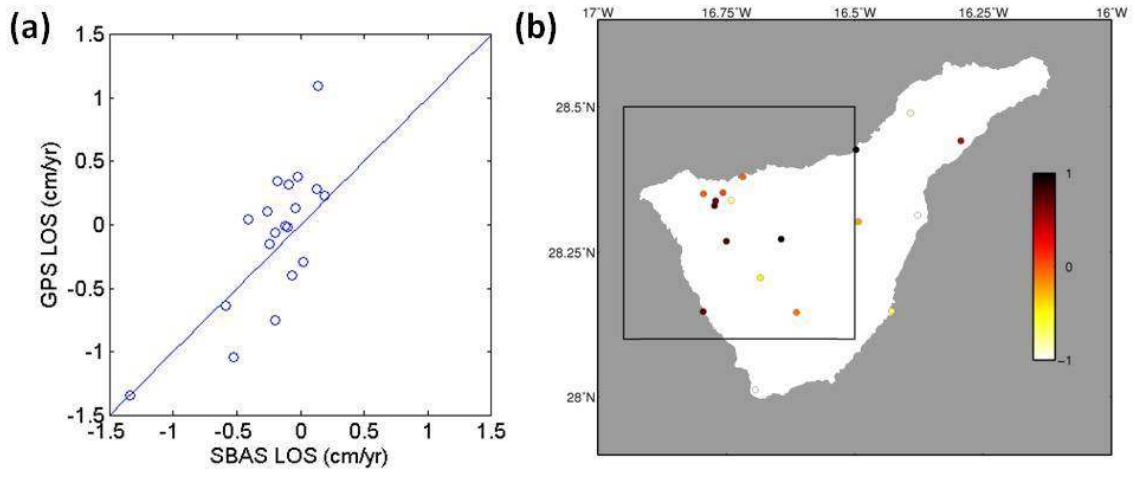 (a)
1.5
1
0.5
0
-0.5
-1
-1.5
GPS LOS (cm/yr)
-1.5 -1 -0.5 0 0.5 1 1.5
SBAS LOS (cm/yr)
(b)
17°W 16.75°W 16.5°W 16.25°W 16°W
28.5°N
28.25°N
28°N
1
0
-1